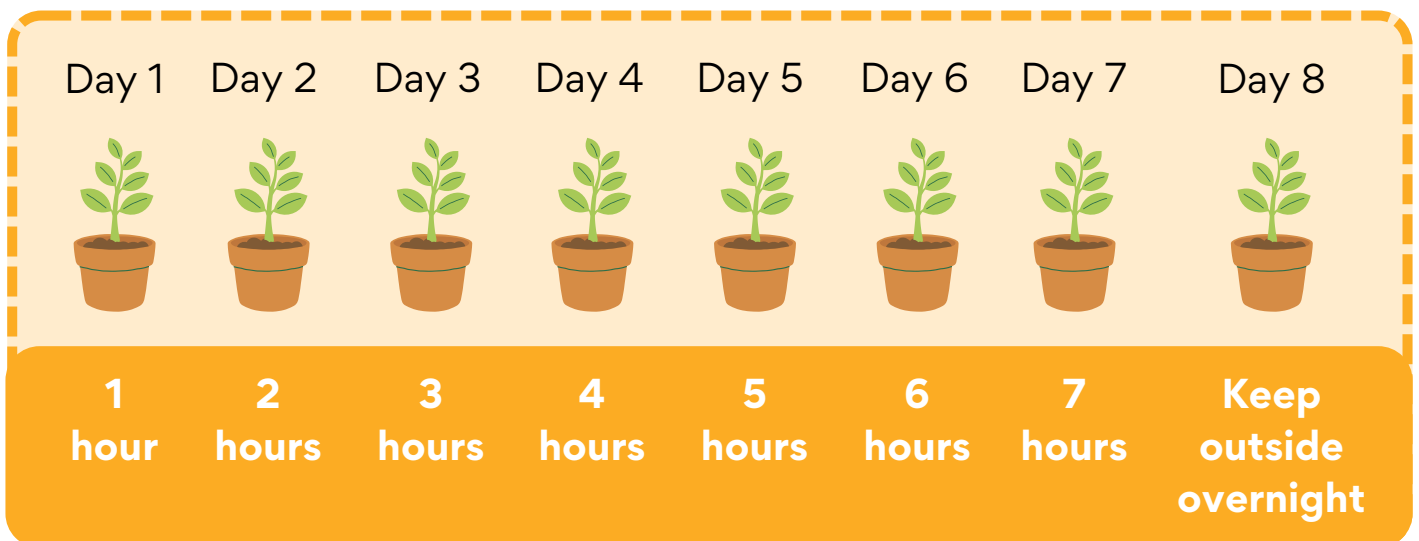 Day 1 Day 2 Day 3 Day 4 Day 5 Day 6 Day 7 Day 8
1 2 3 4 5 6 7 Keep
hour hours hours hours hours hours hours outside
overnight